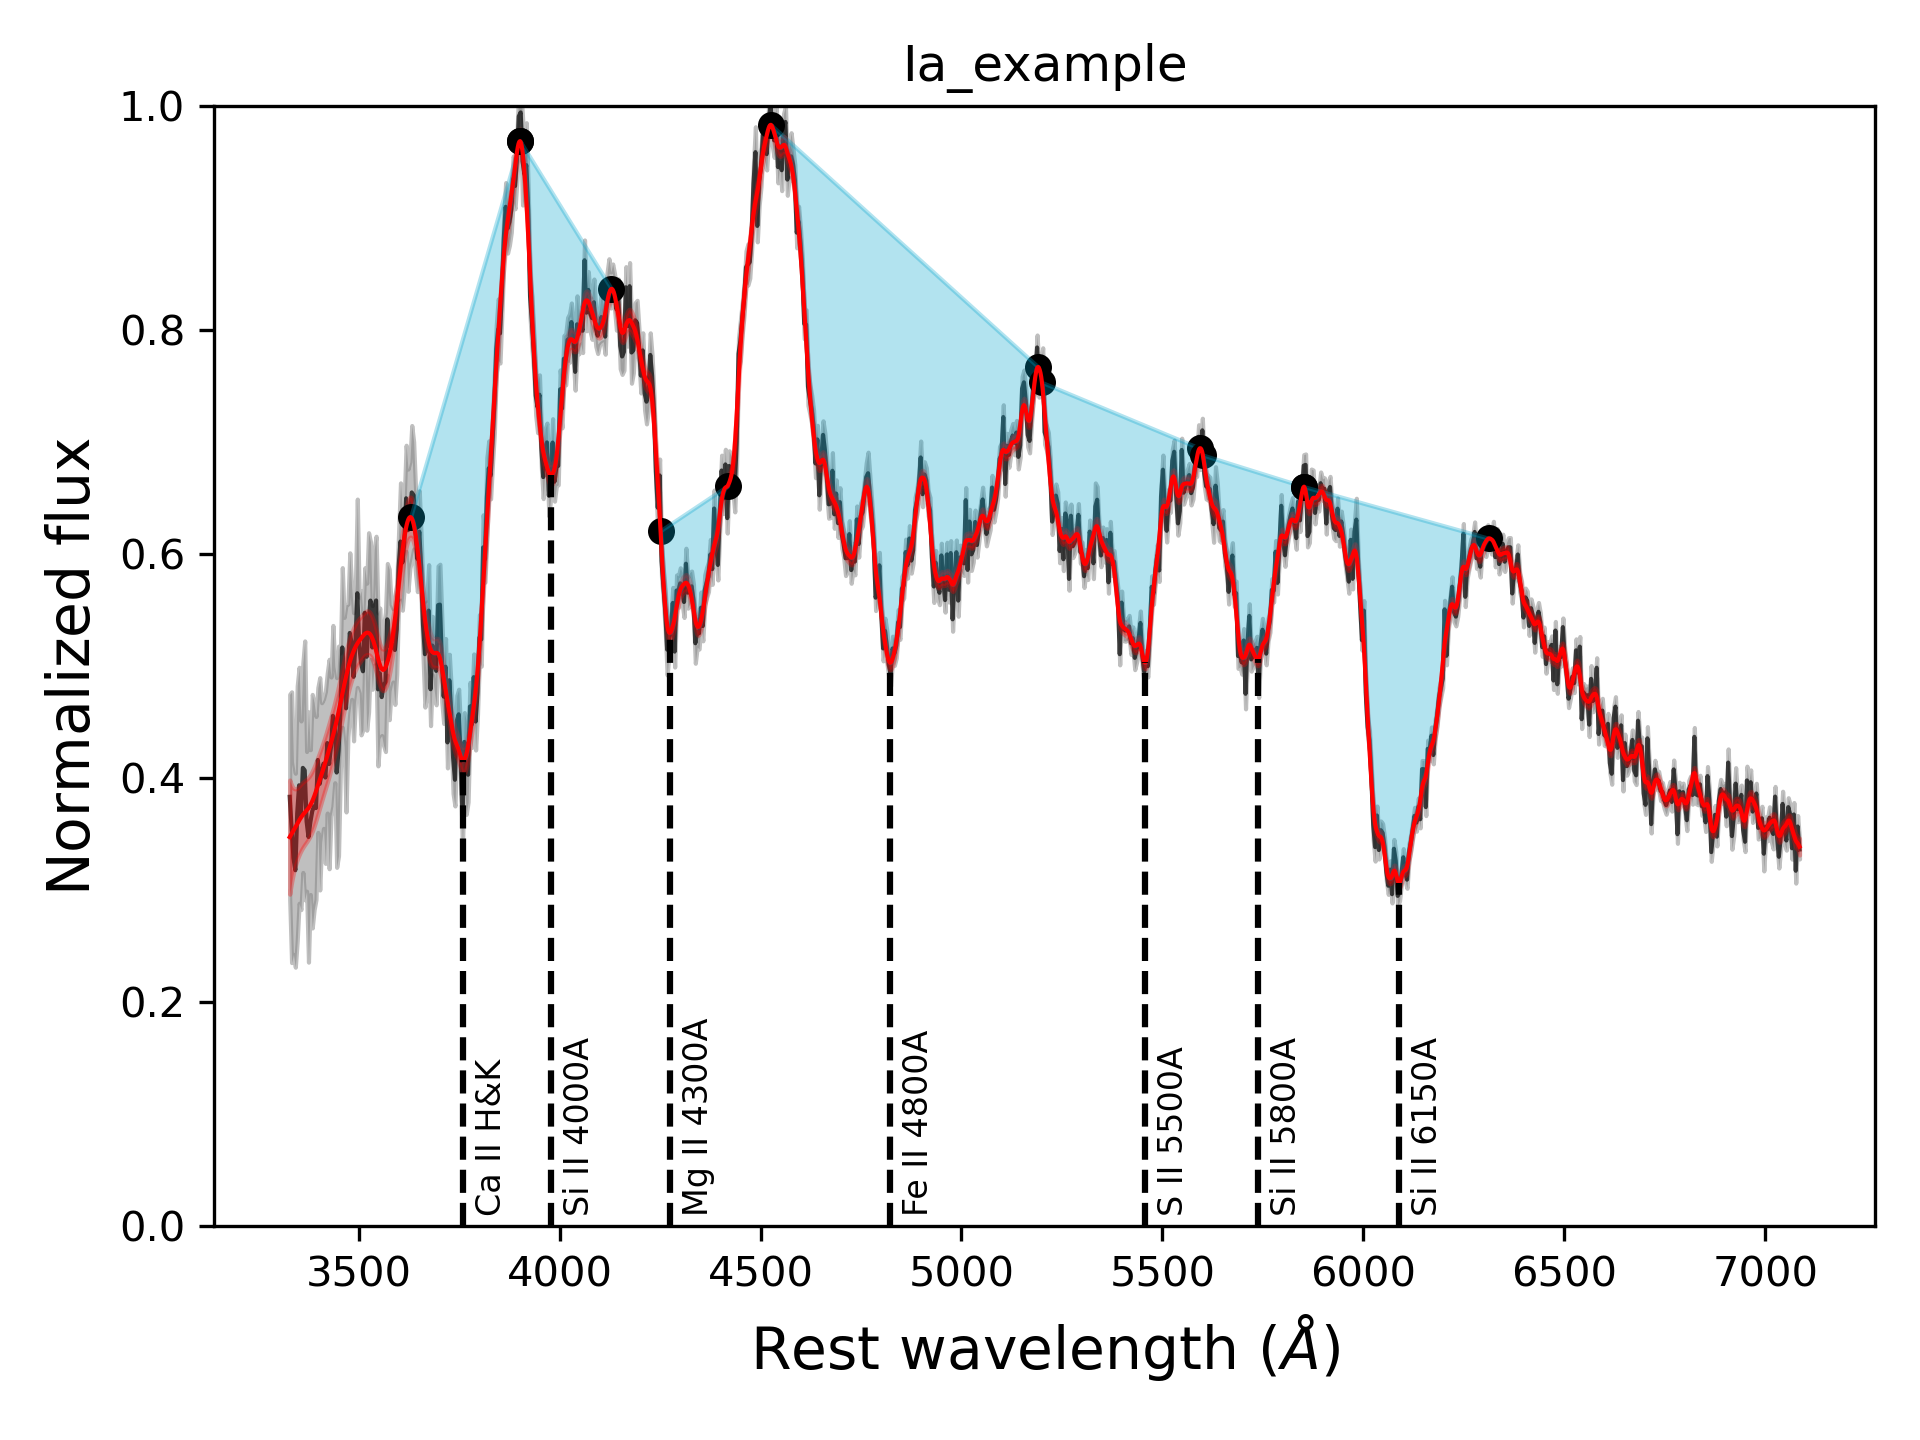 Ia_example
Normalized flux
1.0
0.8
0.6
0.4
0.2
0.0
Ca II H&K
Si II 4000A
Mg II 4300A
Fe II 4800A
S II 5500A
Si II 5800A
Si II 6150A
3500 4000 4500 5000 5500 6000 6500 7000
Rest wavelength (Å)